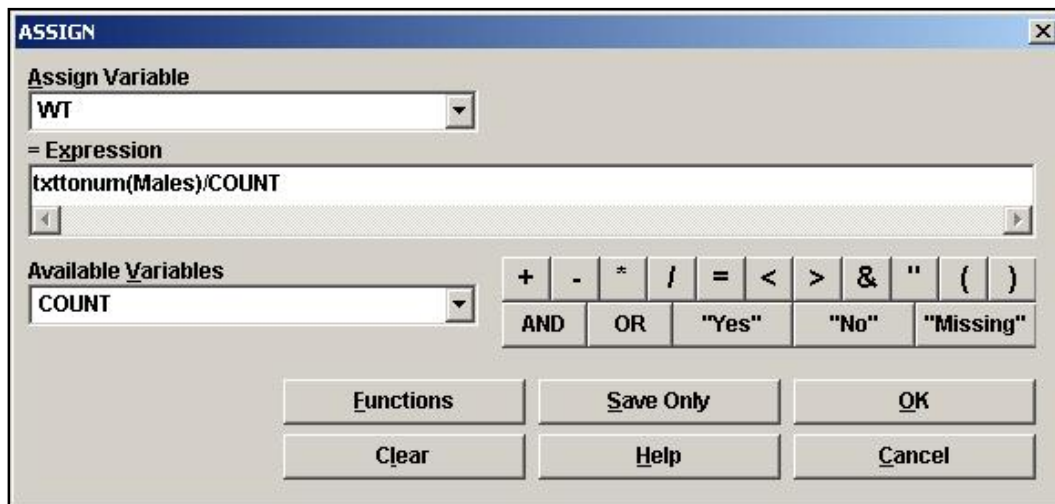 ASSIGN
Assign Variable
WT
= Expression
txttonum(Males)/COUNT
Available Variables
COUNT
+ - * / = < > & " ( )
AND OR "Yes" "No" "Missing"
Functions Save Only OK
Clear Help Cancel